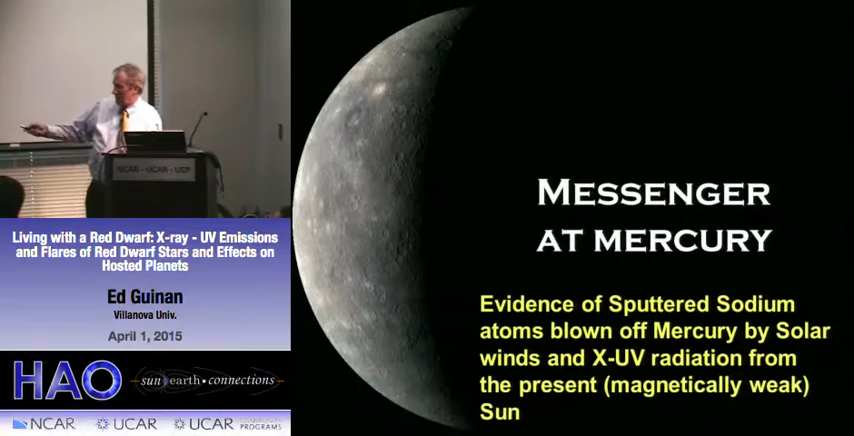 NCAR - UCAR - UCP
Living with a Red Dwarf: X-ray - UV Emissions
and Flares of Red Dwarf Stars and Effects on
Hosted Planets
Ed Guinan
Villanova Univ.
April 1, 2015
HAO
sun earth • connections
NCAR
UCAR
UCAR
PROGRAMS
MESSENGER
AT MERCURY
Evidence of Sputtered Sodium
atoms blown off Mercury by Solar
winds and X-UV radiation from
the present (magnetically weak)
Sun